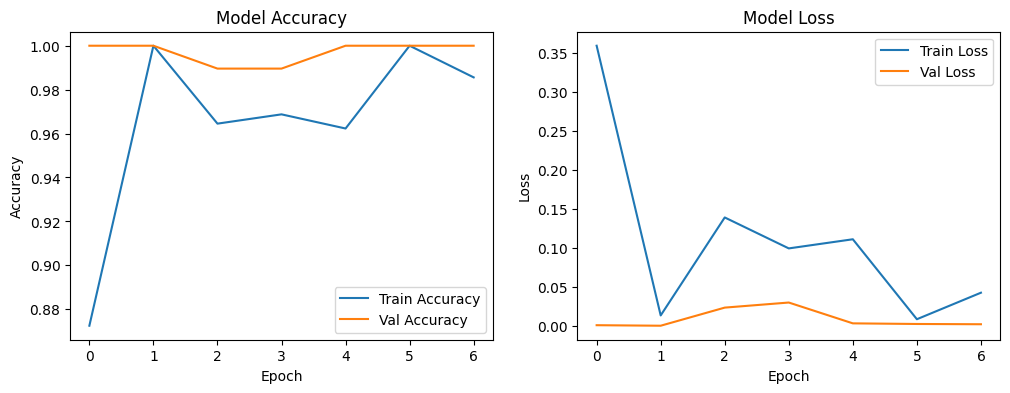 Model Accuracy
Accuracy
1.00
0.98
0.96
0.94
0.92
0.90
0.88
0 1 2 3 4 5 6
Epoch
Train Accuracy
Val Accuracy
Model Loss
Loss
0.35
0.30
0.25
0.20
0.15
0.10
0.05
0.00
0 1 2 3 4 5 6
Epoch
Train Loss
Val Loss